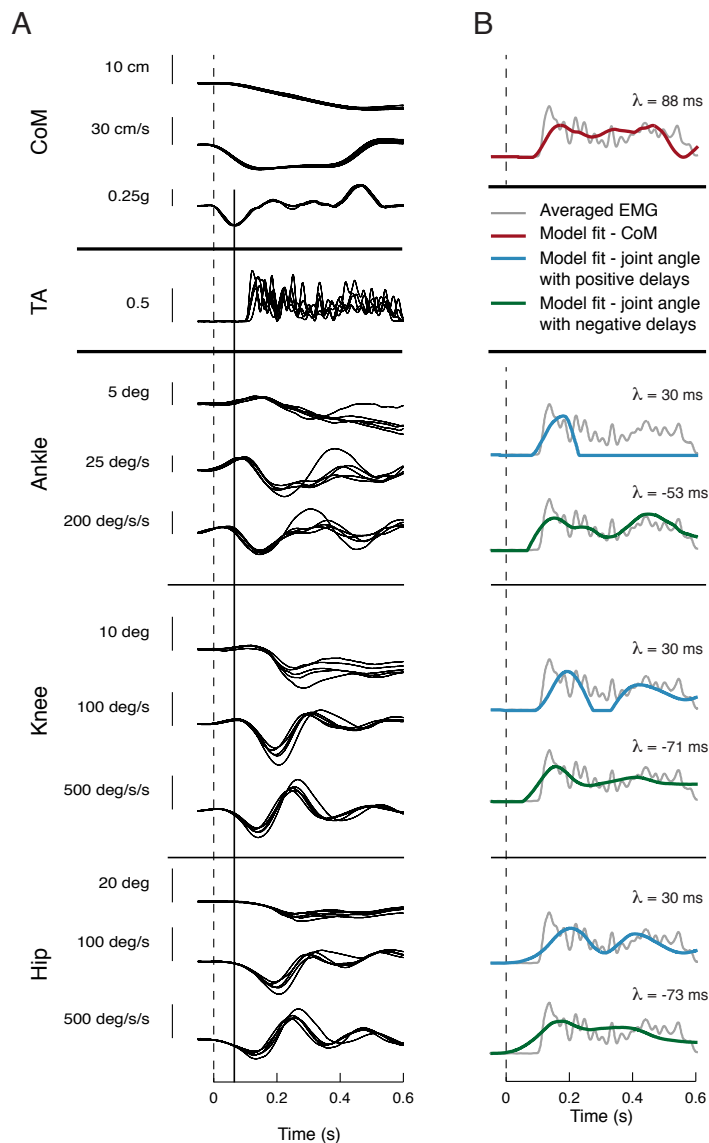 A
CoM
10 cm
30 cm/s
0.25g
TA
0.5
Ankle
5 deg
25 deg/s
200 deg/s/s
Knee
10 deg
100 deg/s
500 deg/s/s
Hip
20 deg
100 deg/s
500 deg/s/s
0 0.2 0.4 0.6
Time (s)
B
λ = 88 ms
Averaged EMG
Model fit - CoM
Model fit - joint angle
with positive delays
Model fit - joint angle
with negative delays
λ = 30 ms
λ = -53 ms
λ = 30 ms
λ = -71 ms
λ = 30 ms
λ = -73 ms
0 0.2 0.4 0.6
Time (s)